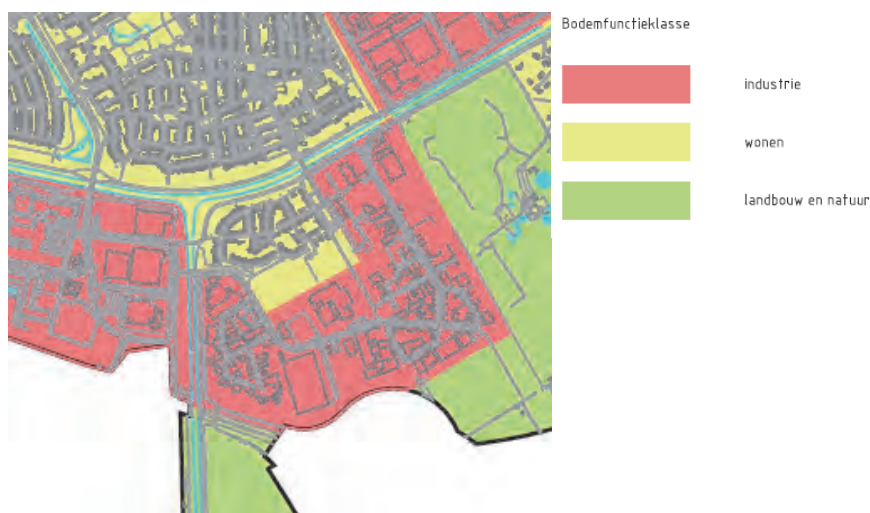 Bodemfunctieklasse
industrie
wonen
landbouw en natuur